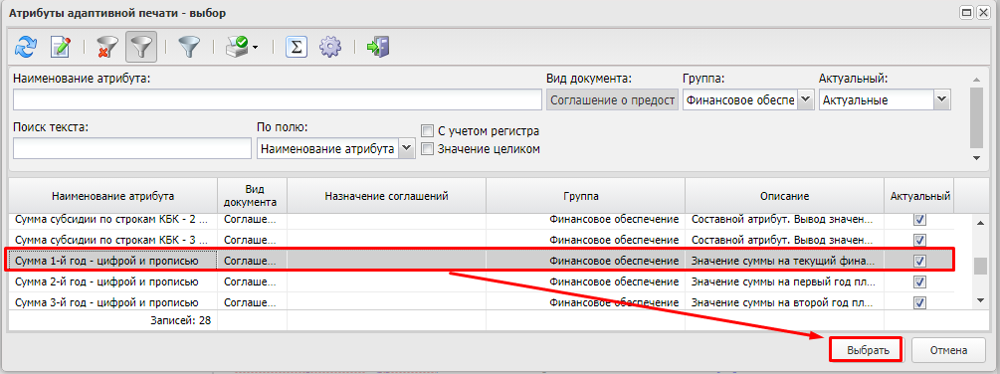 Атрибуты адаптивной печати - выбор
Наименование атрибута: Вид документа: Группа: Актуальный:
Соглашение о предост Финансовое обеспе Актуальные
Поиск текста: По полю: С учетом регистра
Наименование атрибута Значение целиком
Наименование атрибута Вид документа Назначение соглашений Группа Описание Актуальный
Сумма субсидии по строкам КБК - 2 ... Соглаше... Финансовое обеспечение Составной атрибут. Вывод значен...
Сумма субсидии по строкам КБК - 3 ... Соглаше... Финансовое обеспечение Составной атрибут. Вывод значен...
Сумма 1-й год - цифрой и прописью Соглаше... Финансовое обеспечение Значение суммы на текущий фина...
Сумма 2-й год - цифрой и прописью Соглаше... Финансовое обеспечение Значение суммы на первый год пл...
Сумма 3-й год - цифрой и прописью Соглаше... Финансовое обеспечение Значение суммы на второй год пл...
Записей: 28
Выбрать Отмена